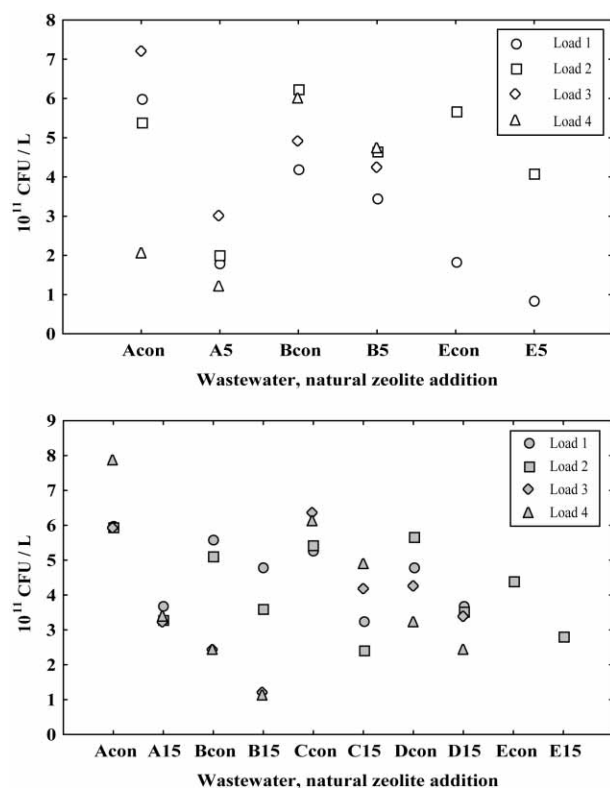 8
7
6
5
4
3
2
1
0
10¹¹ CFU / L
Load 1
Load 2
Load 3
Load 4
Acon A5 Bcon B5 Econ E5
Wastewater, natural zeolite addition
9
8
7
6
5
4
3
2
1
0
10¹¹ CFU / L
Load 1
Load 2
Load 3
Load 4
Acon A15 Bcon B15 Ccon C15 Dcon D15 Econ E15
Wastewater, natural zeolite addition